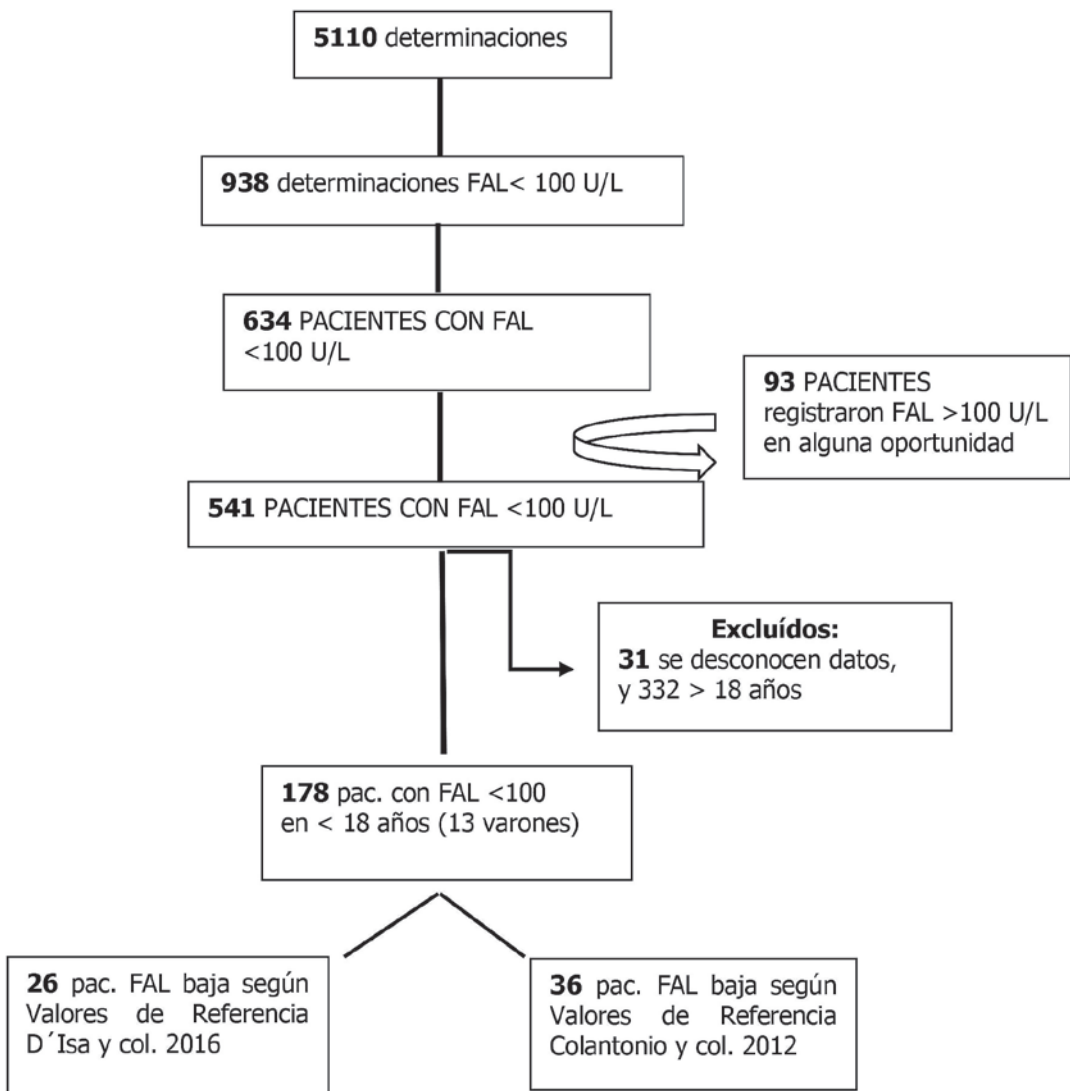 5110 determinaciones
938 determinaciones FAL< 100 U/L
634 PACIENTES CON FAL
<100 U/L
93 PACIENTES
registraron FAL >100 U/L
en alguna oportunidad
541 PACIENTES CON FAL <100 U/L
Excluídos:
31 se desconocen datos,
y 332 > 18 años
178 pac. con FAL <100
en < 18 años (13 varones)
26 pac. FAL baja según
Valores de Referencia
D´Isa y col. 2016
36 pac. FAL baja según
Valores de Referencia
Colantonio y col. 2012